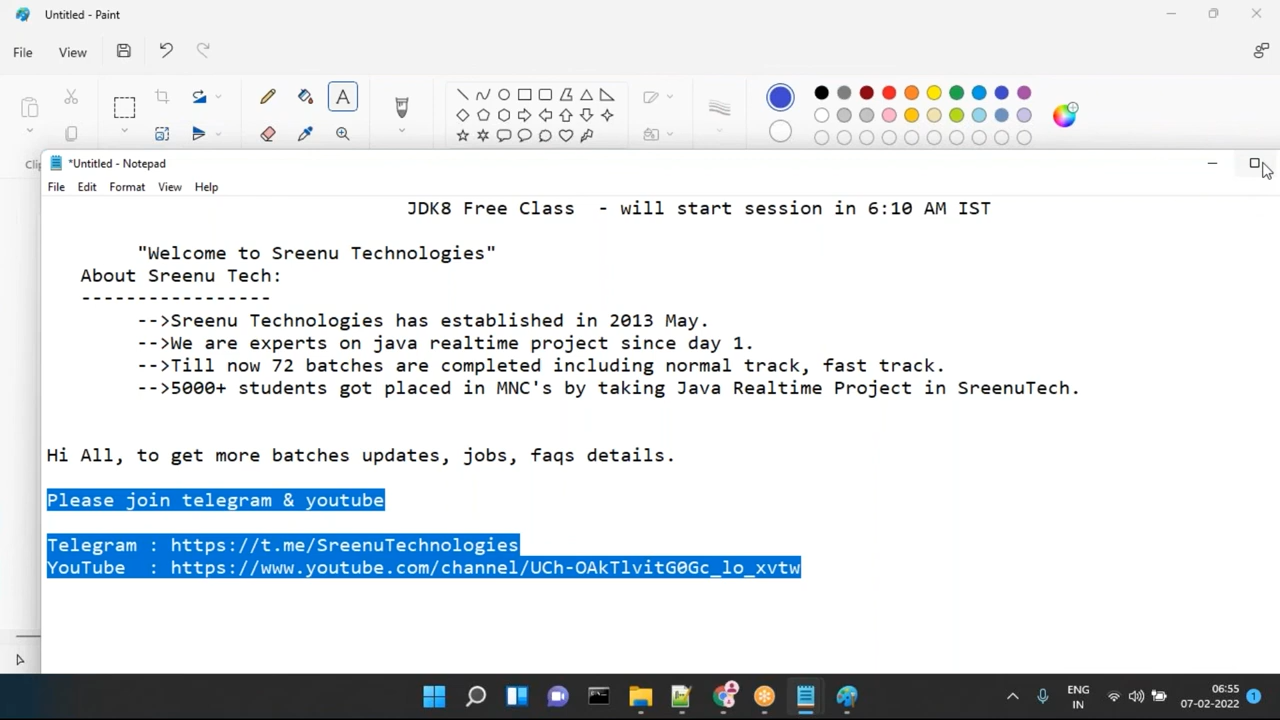 Untitled - Paint
File View
Clip
*Untitled - Notepad
File Edit Format View Help
JDK8 Free Class - will start session in 6:10 AM IST
"Welcome to Sreenu Technologies"
About Sreenu Tech:
-----------------
-->Sreenu Technologies has established in 2013 May.
-->We are experts on java realtime project since day 1.
-->Till now 72 batches are completed including normal track, fast track.
-->5000+ students got placed in MNC's by taking Java Realtime Project in SreenuTech.
Hi All, to get more batches updates, jobs, faqs details.
Please join telegram & youtube
Telegram : https://t.me/SreenuTechnologies
YouTube : https://www.youtube.com/channel/UCh-OAkTlvitG0Gc_lo_xvtw
ENG
IN
06:55
07-02-2022
1